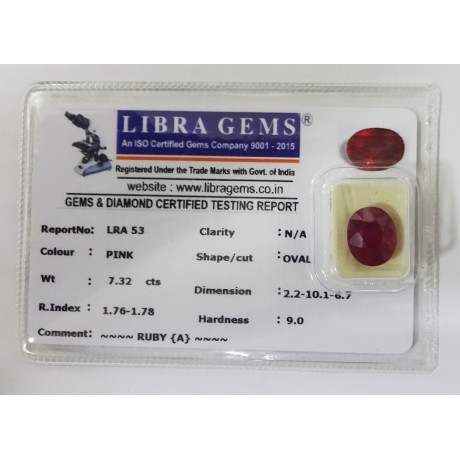 LIBRA GEMS®
An ISO Certified Gems Company 9001 - 2015
Registered Under the Trade Marks with Govt. of India
website : www.libragems.co.in
GEMS & DIAMOND CERTIFIED TESTING REPORT
ReportNo: LRA 53 Clarity : N/A
Colour : PINK Shape/cut : OVAL
Wt : 7.32 cts Dimension : 2.2-10.1-6.7
R.Index : 1.76-1.78 Hardness : 9.0
Comment: ~~~~ RUBY {A} ~~~~